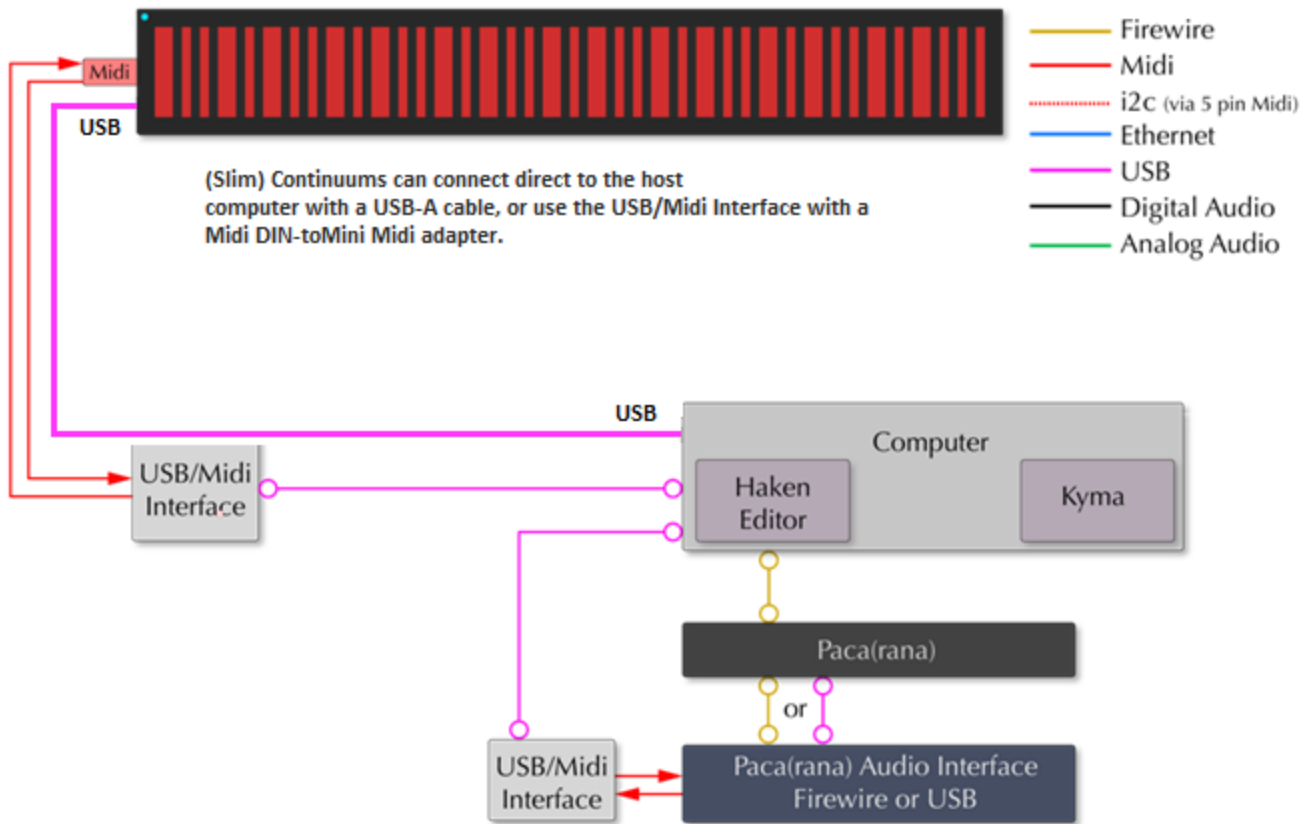 Firewire
Midi
i2c (via 5 pin Midi)
Ethernet
USB
Digital Audio
Analog Audio
Midi
USB
(Slim) Continuums can connect direct to the host
computer with a USB-A cable, or use the USB/Midi Interface with a
Midi DIN-toMini Midi adapter.
USB
Computer
USB/Midi
Interface
Haken
Editor
Kyma
Paca(rana)
or
USB/Midi
Interface
Paca(rana) Audio Interface
Firewire or USB